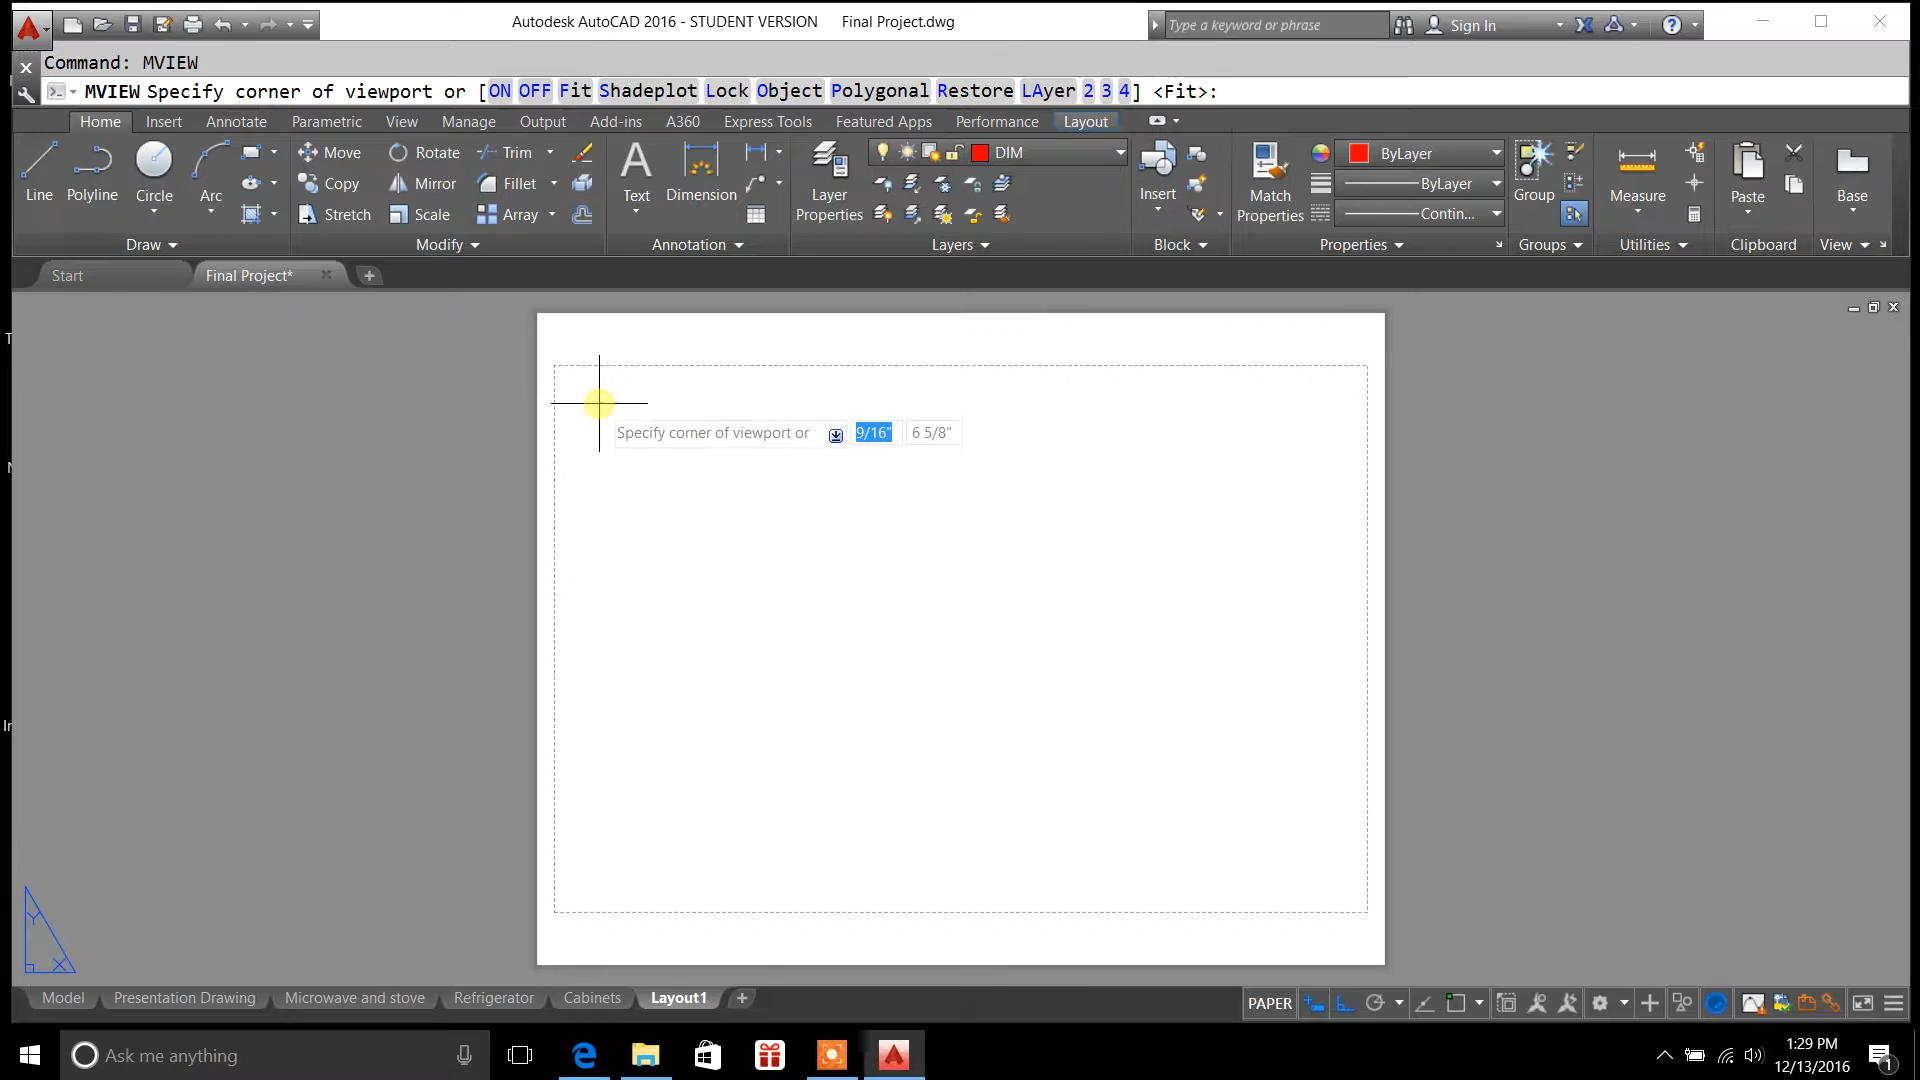 Autodesk AutoCAD 2016 - STUDENT VERSION    Final Project.dwg
Type a keyword or phrase
Sign In
Command: MVIEW
MVIEW Specify corner of viewport or [ON OFF Fit Shadeplot Lock Object Polygonal Restore LAyer 2 3 4] <Fit>:
Home Insert Annotate Parametric View Manage Output Add-ins A360 Express Tools Featured Apps Performance Layout
Line Polyline Circle Arc
Move Rotate Trim
Copy Mirror Fillet
Stretch Scale Array
Text Dimension
Layer Properties
DIM
Insert
Match Properties
ByLayer
ByLayer
Contin...
Group
Measure
Paste
Base
Draw Modify Annotation Layers Block Properties Groups Utilities Clipboard View
Start Final Project*
Specify corner of viewport or 9/16" 6 5/8"
Y
X
Model Presentation Drawing Microwave and stove Refrigerator Cabinets Layout1
PAPER
Ask me anything
1:29 PM
12/13/2016
1